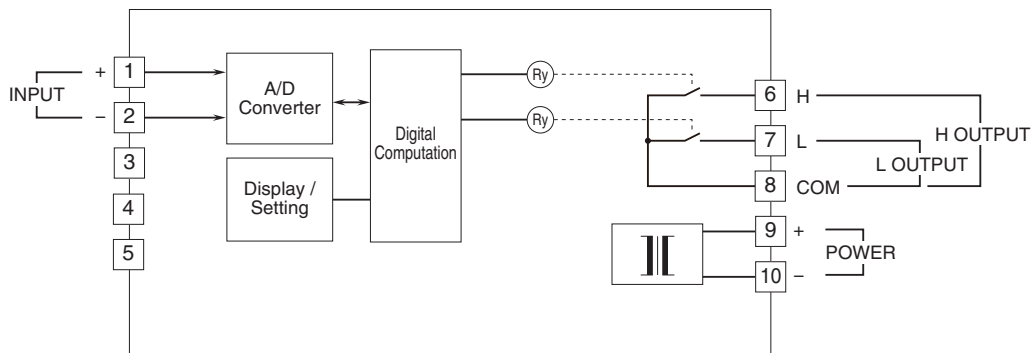 INPUT
+
−
1
2
3
4
5
A/D
Converter
Display /
Setting
Digital
Computation
Ry
Ry
6
H
7
L
8
COM
H OUTPUT
L OUTPUT
9
+
10
−
POWER